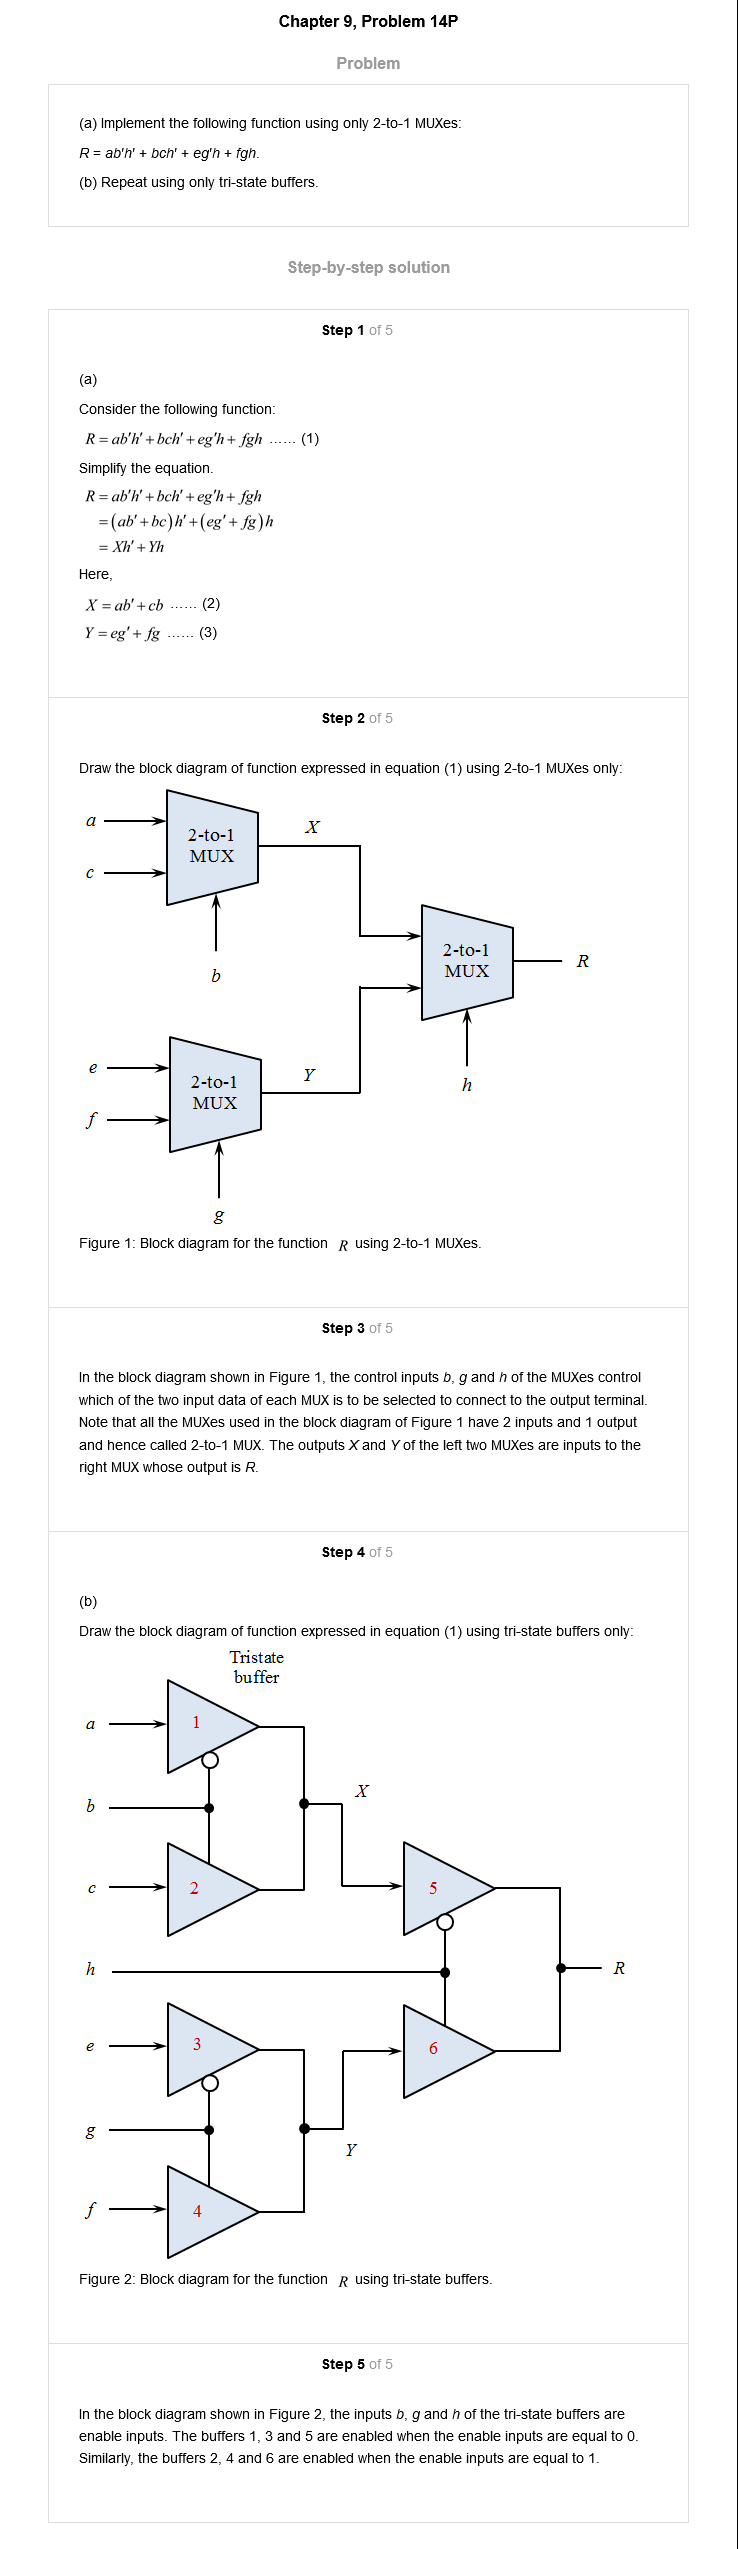 Chapter 9, Problem 14P
Problem
(a) Implement the following function using only 2-to-1 MUXes:
R = ab'h' + bch' + eg'h + fgh.
(b) Repeat using only tri-state buffers.
Step-by-step solution
Step 1 of 5
(a)
Consider the following function:
R = ab'h' + bch' + eg'h + fgh ...... (1)
Simplify the equation.
R = ab'h' + bch' + eg'h + fgh
= (ab' + bc)h' + (eg' + fg)h
= Xh' + Yh
Here,
X = ab' + cb ...... (2)
Y = eg' + fg ...... (3)
Step 2 of 5
Draw the block diagram of function expressed in equation (1) using 2-to-1 MUXes only:
a
2-to-1
MUX
X
c
b
2-to-1
MUX
R
e
2-to-1
MUX
Y
h
f
g
Figure 1: Block diagram for the function R using 2-to-1 MUXes.
Step 3 of 5
In the block diagram shown in Figure 1, the control inputs b, g and h of the MUXes control
which of the two input data of each MUX is to be selected to connect to the output terminal.
Note that all the MUXes used in the block diagram of Figure 1 have 2 inputs and 1 output
and hence called 2-to-1 MUX. The outputs X and Y of the left two MUXes are inputs to the
right MUX whose output is R.
Step 4 of 5
(b)
Draw the block diagram of function expressed in equation (1) using tri-state buffers only:
Tristate
buffer
a
1
X
b
c
2
5
h
R
e
3
6
g
Y
f
4
Figure 2: Block diagram for the function R using tri-state buffers.
Step 5 of 5
In the block diagram shown in Figure 2, the inputs b, g and h of the tri-state buffers are
enable inputs. The buffers 1, 3 and 5 are enabled when the enable inputs are equal to 0.
Similarly, the buffers 2, 4 and 6 are enabled when the enable inputs are equal to 1.